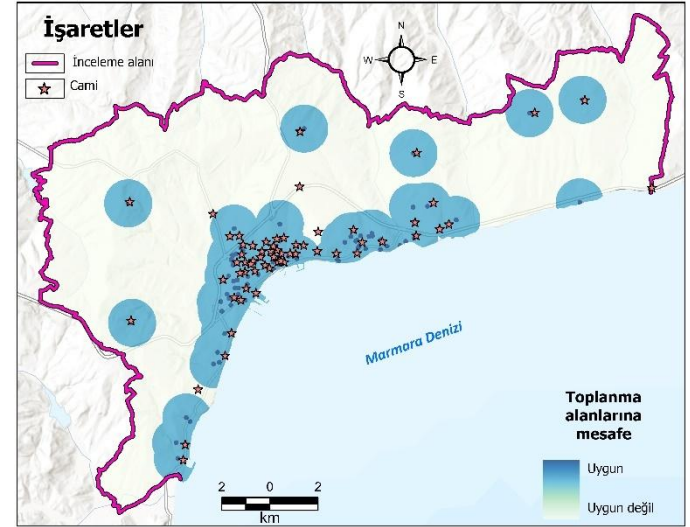 İşaretler
İnceleme alanı
Cami
N
W
E
S
Marmara Denizi
Toplanma
alanlarına
mesafe
Uygun
Uygun değil
2 0 2
km